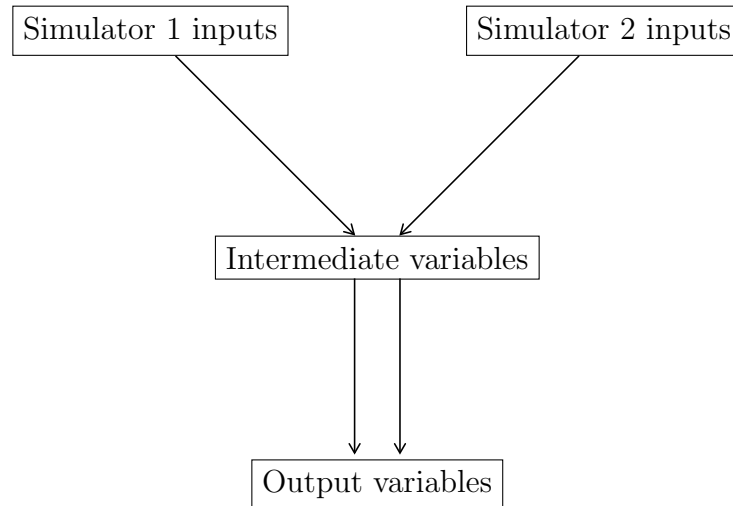 Simulator 1 inputs
Simulator 2 inputs
Intermediate variables
Output variables